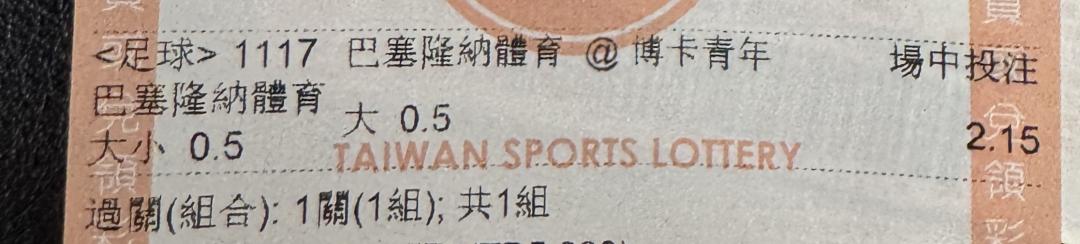 <足球> 1117 巴塞隆納體育 @ 博卡青年 場中投注
巴塞隆納體育
大小 0.5 大 0.5 2.15
TAIWAN SPORTS LOTTERY
過關(組合): 1關(1組); 共1組